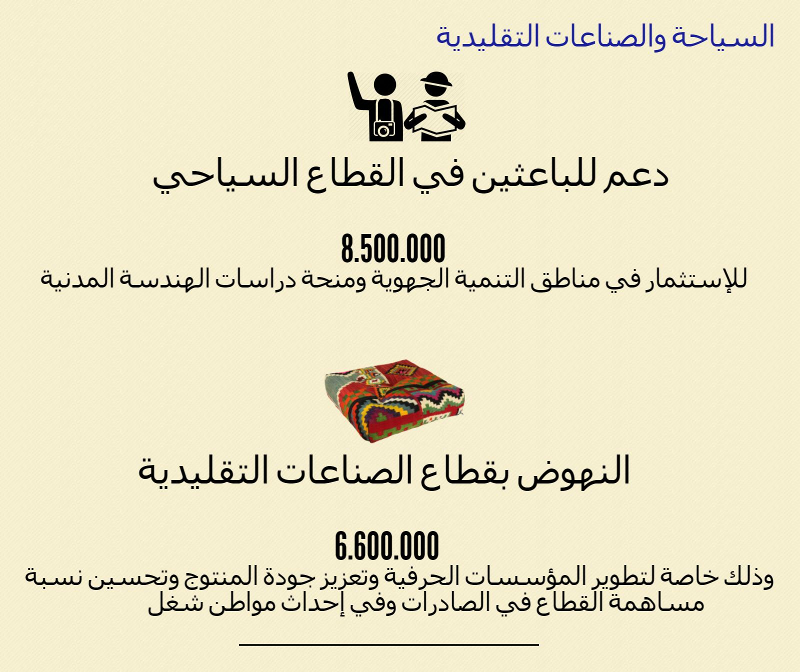 السياحة والصناعات التقليدية
دعم للباعثين في القطاع السياحي
8.500.000
للإستثمار في مناطق التنمية الجهوية ومنحة دراسات الهندسة المدنية
النهوض بقطاع الصناعات التقليدية
6.600.000
وذلك خاصة لتطوير المؤسسات الحرفية وتعزيز جودة المنتوج وتحسين نسبة
مساهمة القطاع في الصادرات وفي إحداث مواطن شغل